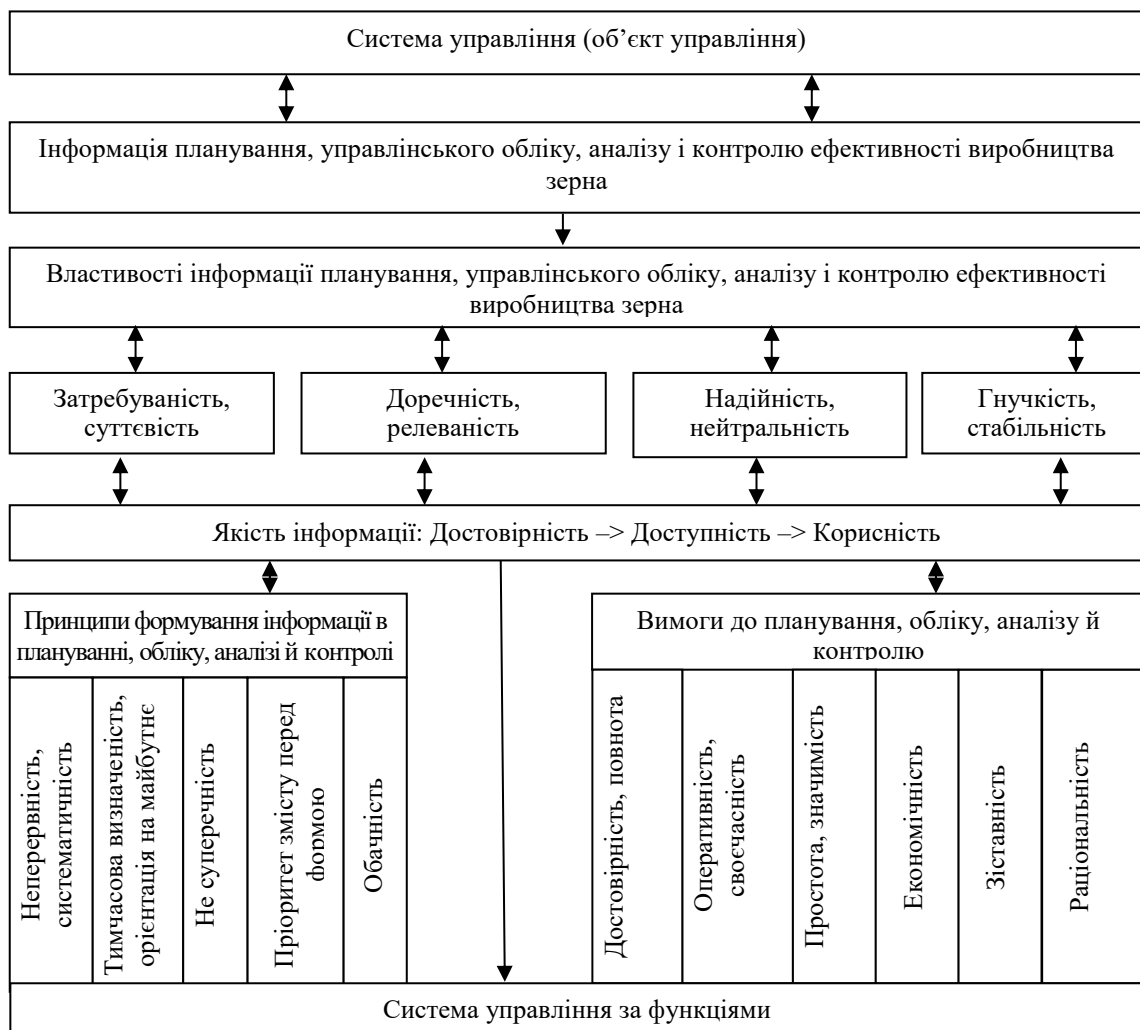 Система управління (об’єкт управління)
Інформація планування, управлінського обліку, аналізу і контролю ефективності виробництва
зерна
Властивості інформації планування, управлінського обліку, аналізу і контролю ефективності
виробництва зерна
Затребуваність,
суттєвість
Доречність,
релеваність
Надійність,
нейтральність
Гнучкість,
стабільність
Якість інформації: Достовірність –> Доступність –> Корисність
Принципи формування інформації в
плануванні, обліку, аналізі й контролі
Вимоги до планування, обліку, аналізу й
контролю
Неперервність,
систематичність
Тимчасова визначеність,
орієнтація на майбутнє
Не суперечність
Пріоритет змісту перед
формою
Обачність
Достовірність, повнота
Оперативність,
своєчасність
Простота, значимість
Економічність
Зіставність
Раціональність
Система управління за функціями